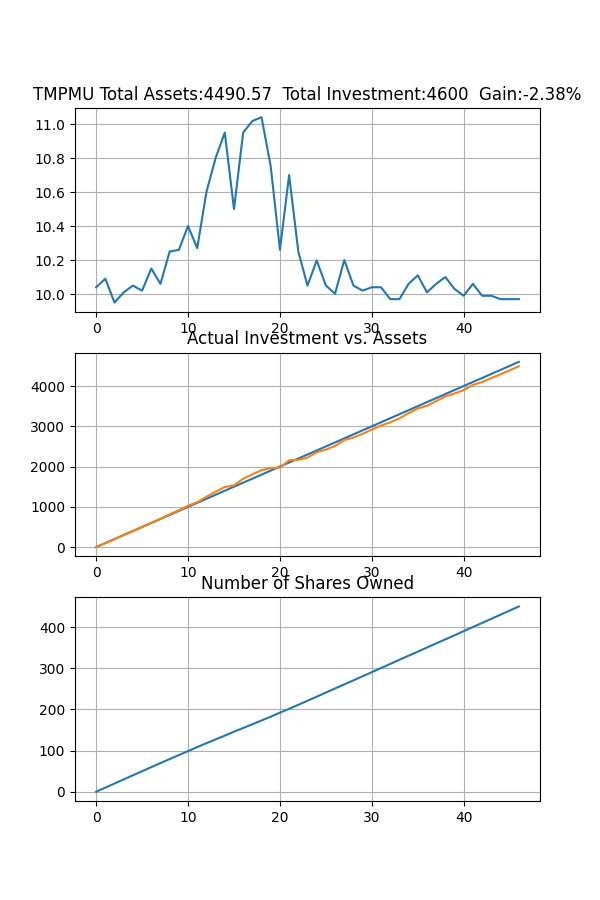 TMPMU Total Assets:4490.57  Total Investment:4600  Gain:-2.38%
11.0
10.8
10.6
10.4
10.2
10.0
0 10 20 30 40
Actual Investment vs. Assets
4000
3000
2000
1000
0
0 10 20 30 40
Number of Shares Owned
400
300
200
100
0
0 10 20 30 40